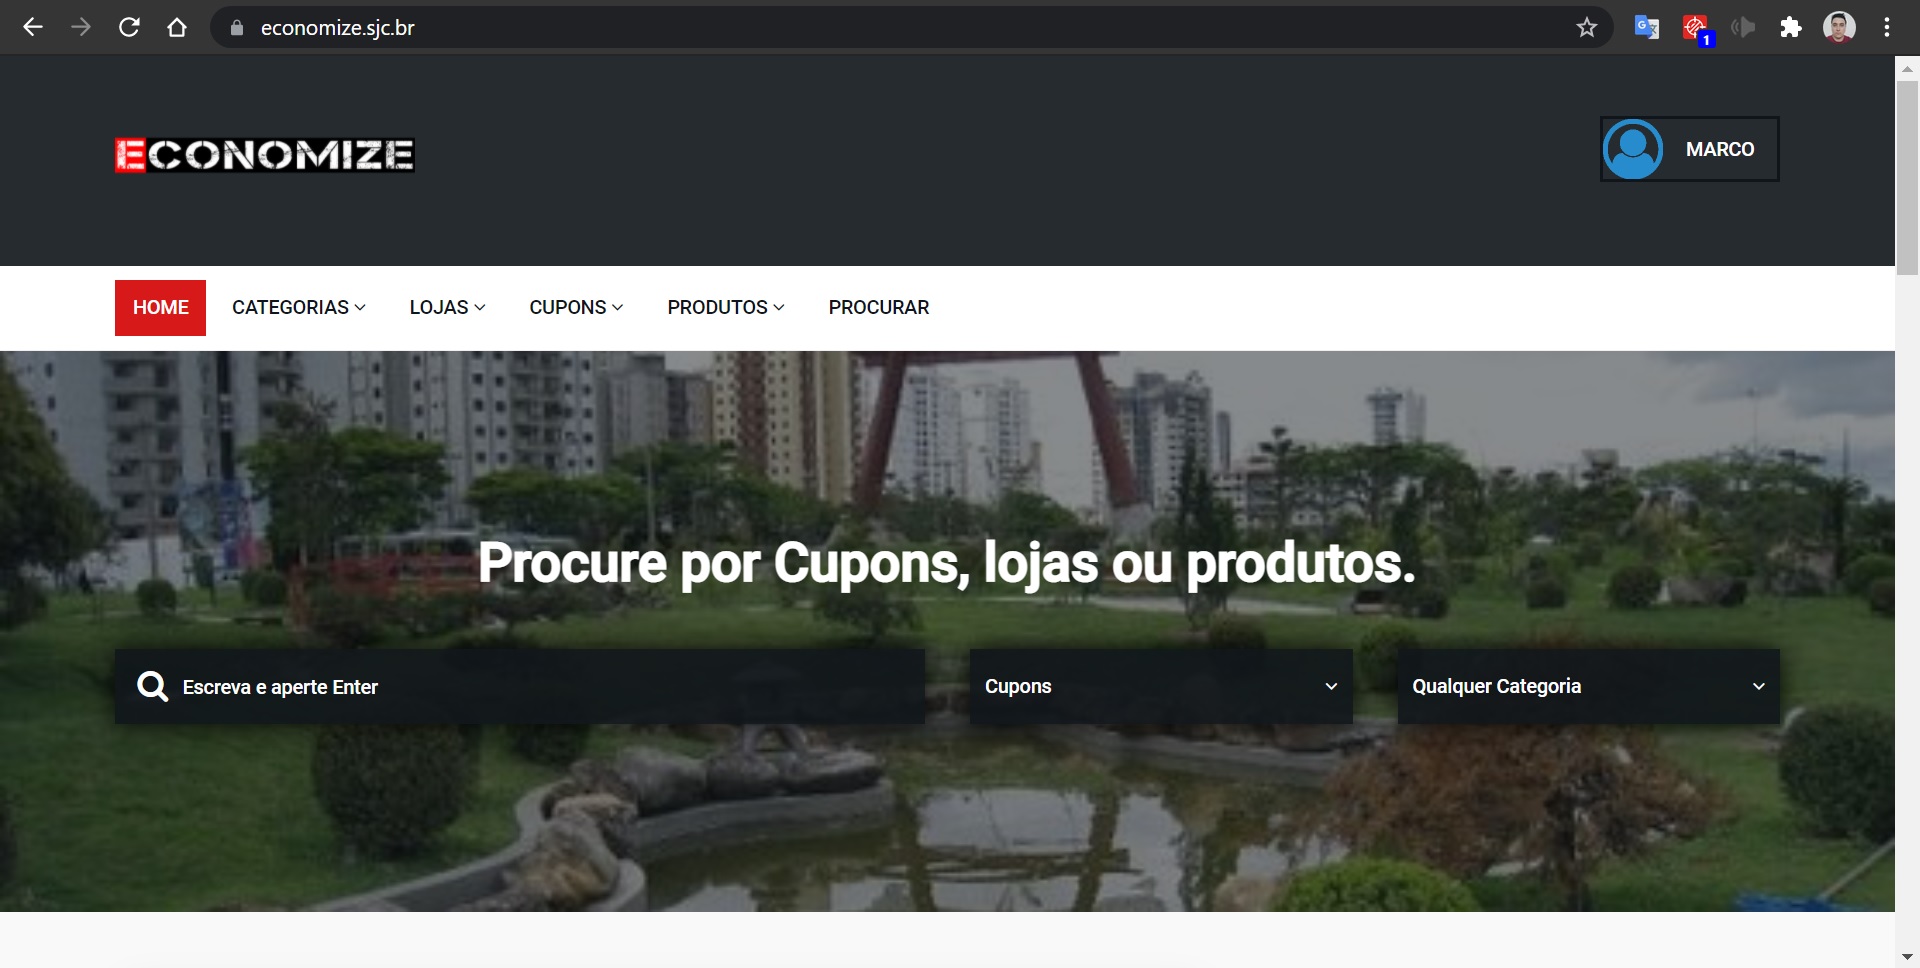 economize.sjc.br
1
ECONOMIZE
MARCO
HOME
CATEGORIAS
LOJAS
CUPONS
PRODUTOS
PROCURAR
Procure por Cupons, lojas ou produtos.
Escreva e aperte Enter
Cupons
Qualquer Categoria